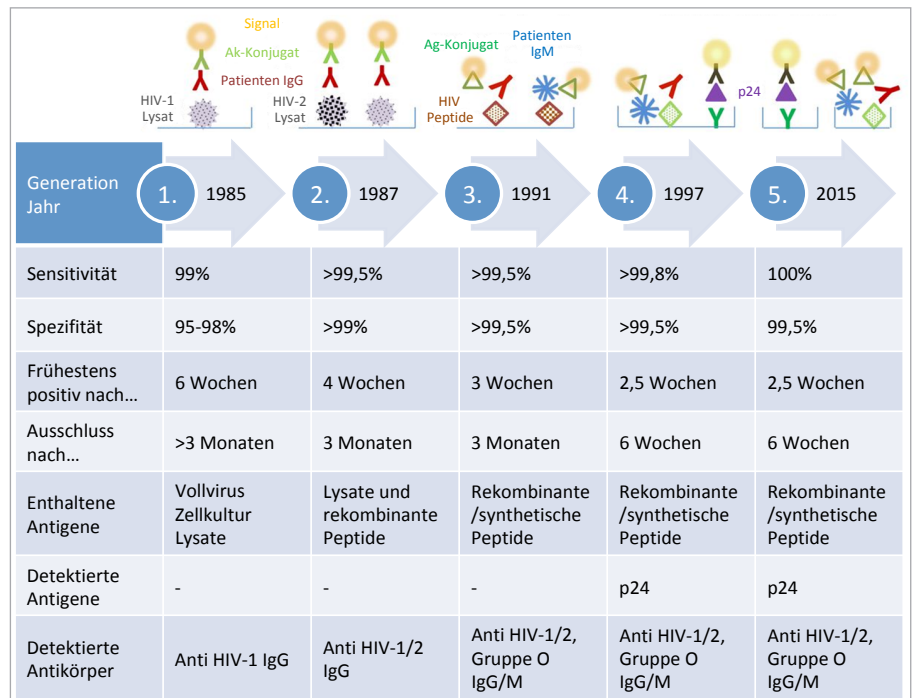 Signal
Ak-Konjugat
Patienten IgG
HIV-1
Lysat
HIV-2
Lysat
Ag-Konjugat
Patienten
IgM
HIV
Peptide
p24
Generation
Jahr
1. 1985
2. 1987
3. 1991
4. 1997
5. 2015
Sensitivität
99%
>99,5%
>99,5%
>99,8%
100%
Spezifität
95-98%
>99%
>99,5%
>99,5%
99,5%
Frühestens
positiv nach…
6 Wochen
4 Wochen
3 Wochen
2,5 Wochen
2,5 Wochen
Ausschluss
nach…
>3 Monaten
3 Monaten
3 Monaten
6 Wochen
6 Wochen
Enthaltene
Antigene
Vollvirus
Zellkultur
Lysate
Lysate und
rekombinante
Peptide
Rekombinante
/synthetische
Peptide
Rekombinante
/synthetische
Peptide
Rekombinante
/synthetische
Peptide
Detektierte
Antigene
-
-
-
p24
p24
Detektierte
Antikörper
Anti HIV-1 IgG
Anti HIV-1/2
IgG
Anti HIV-1/2,
Gruppe O
IgG/M
Anti HIV-1/2,
Gruppe O
IgG/M
Anti HIV-1/2,
Gruppe O
IgG/M